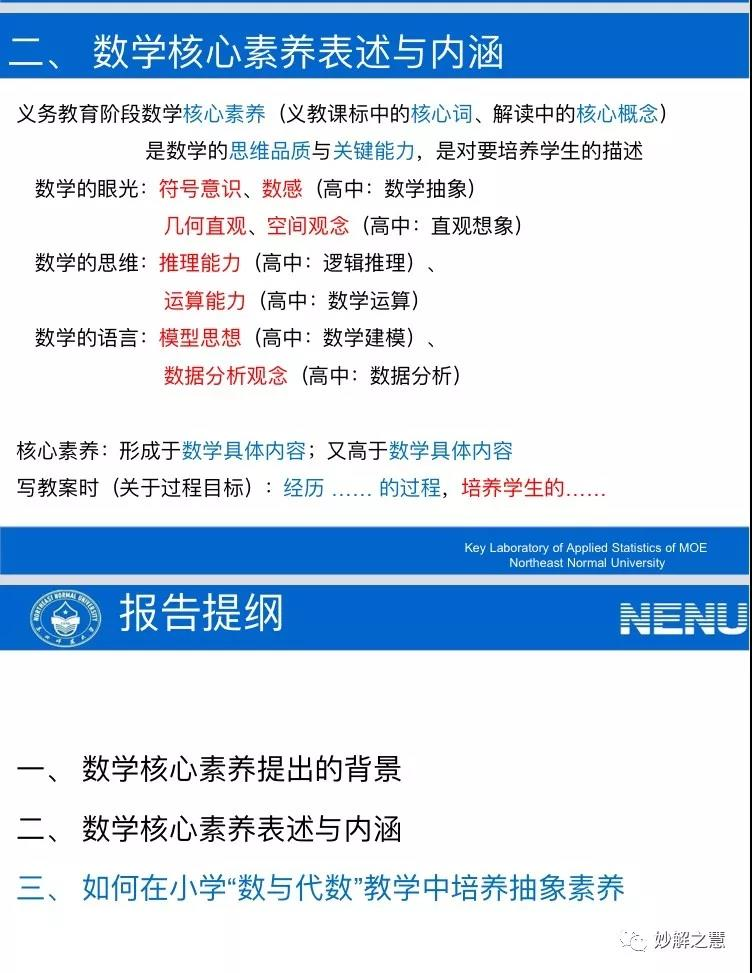 二、 数学核心素养表述与内涵
义务教育阶段数学核心素养（义教课标中的核心词、解读中的核心概念）
是数学的思维品质与关键能力，是对要培养学生的描述
数学的眼光：符号意识、数感（高中：数学抽象）
几何直观、空间观念（高中：直观想象）
数学的思维：推理能力（高中：逻辑推理）、
运算能力（高中：数学运算）
数学的语言：模型思想（高中：数学建模）、
数据分析观念（高中：数据分析）
核心素养：形成于数学具体内容；又高于数学具体内容
写教案时（关于过程目标）：经历 …… 的过程，培养学生的……
Key Laboratory of Applied Statistics of MOE
Northeast Normal University
NORTHEAST NORMAL UNIVERSITY
东北师范大学
报告提纲
NENU
一、 数学核心素养提出的背景
二、 数学核心素养表述与内涵
三、 如何在小学“数与代数”教学中培养抽象素养
妙解之慧